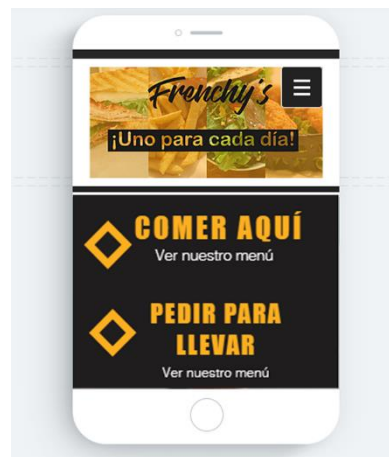 Frenchy's
¡Uno para cada día!
COMER AQUÍ
Ver nuestro menú
PEDIR PARA
LLEVAR
Ver nuestro menú